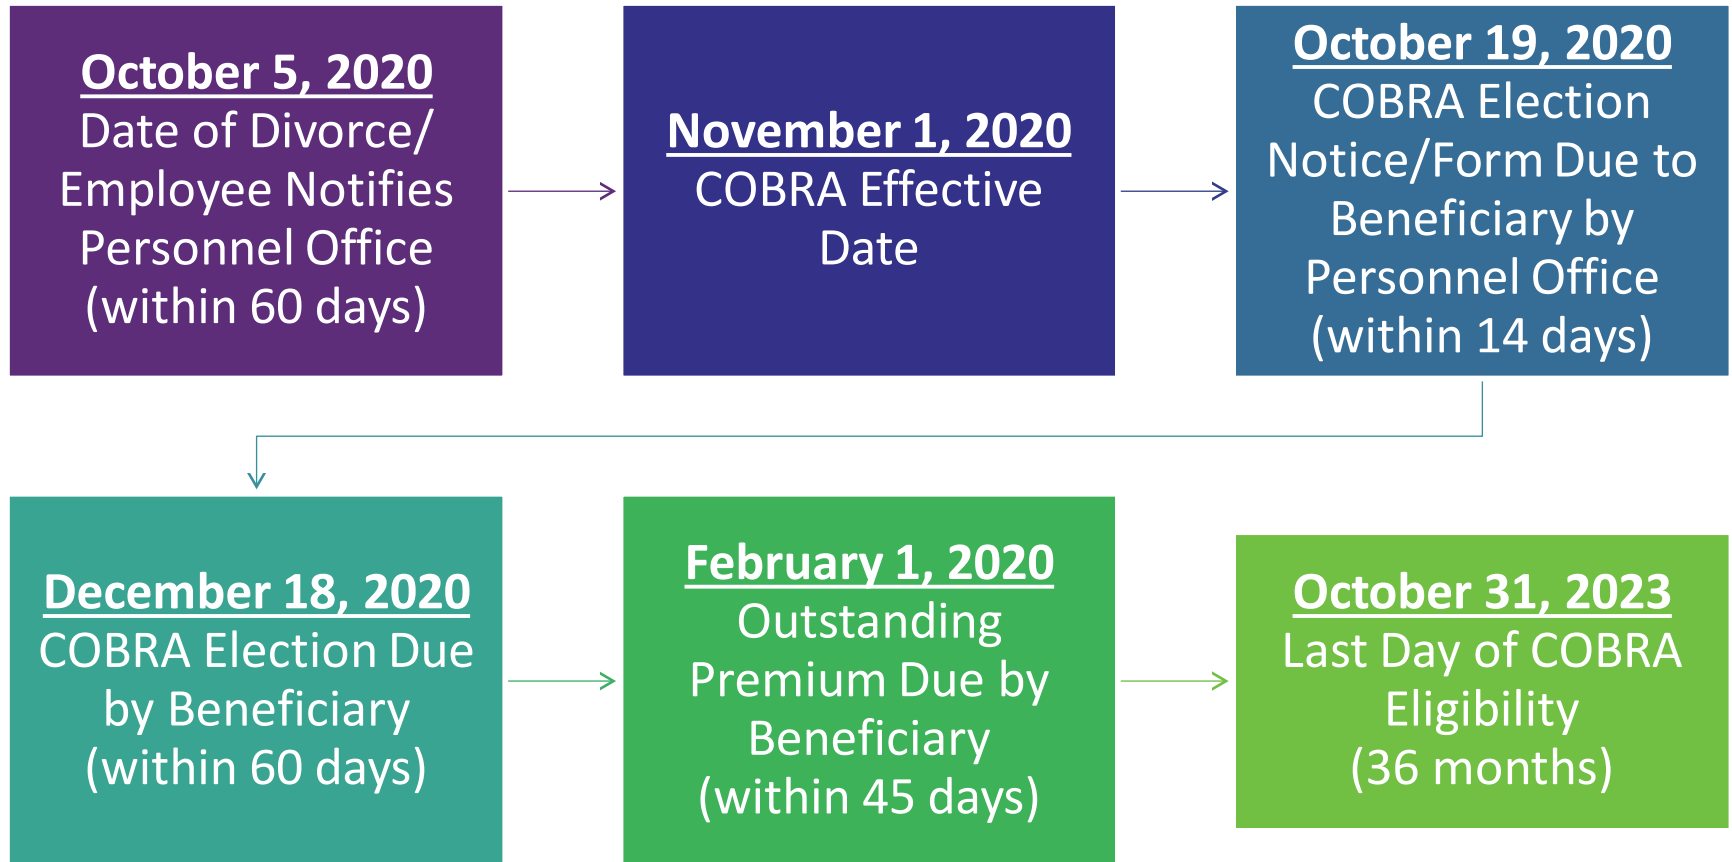 October 5, 2020
Date of Divorce/
Employee Notifies
Personnel Office
(within 60 days)
November 1, 2020
COBRA Effective
Date
October 19, 2020
COBRA Election
Notice/Form Due to
Beneficiary by
Personnel Office
(within 14 days)
December 18, 2020
COBRA Election Due
by Beneficiary
(within 60 days)
February 1, 2020
Outstanding
Premium Due by
Beneficiary
(within 45 days)
October 31, 2023
Last Day of COBRA
Eligibility
(36 months)